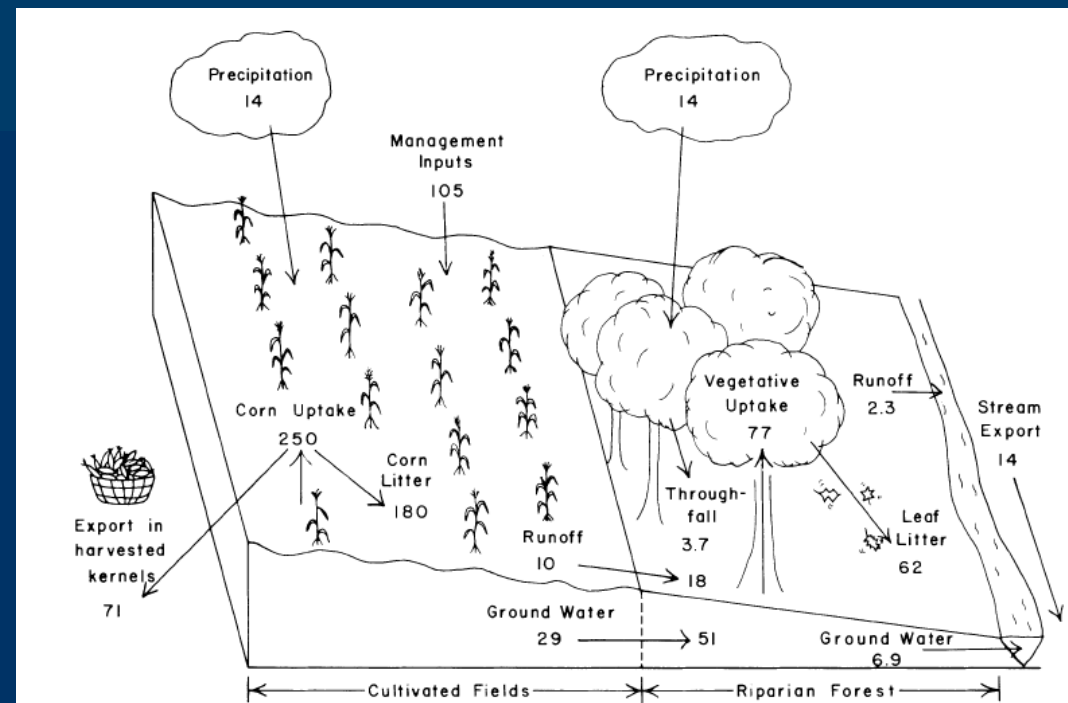 Precipitation
14
Precipitation
14
Management
Inputs
105
Corn Uptake
250
Corn
Litter
180
Export in
harvested
kernels
71
Runoff
10
18
Ground Water
29
51
Vegetative
Uptake
77
Through-
fall
3.7
Runoff
2.3
Stream
Export
14
Leaf
Litter
62
Ground Water
6.9
Cultivated Fields
Riparian Forest